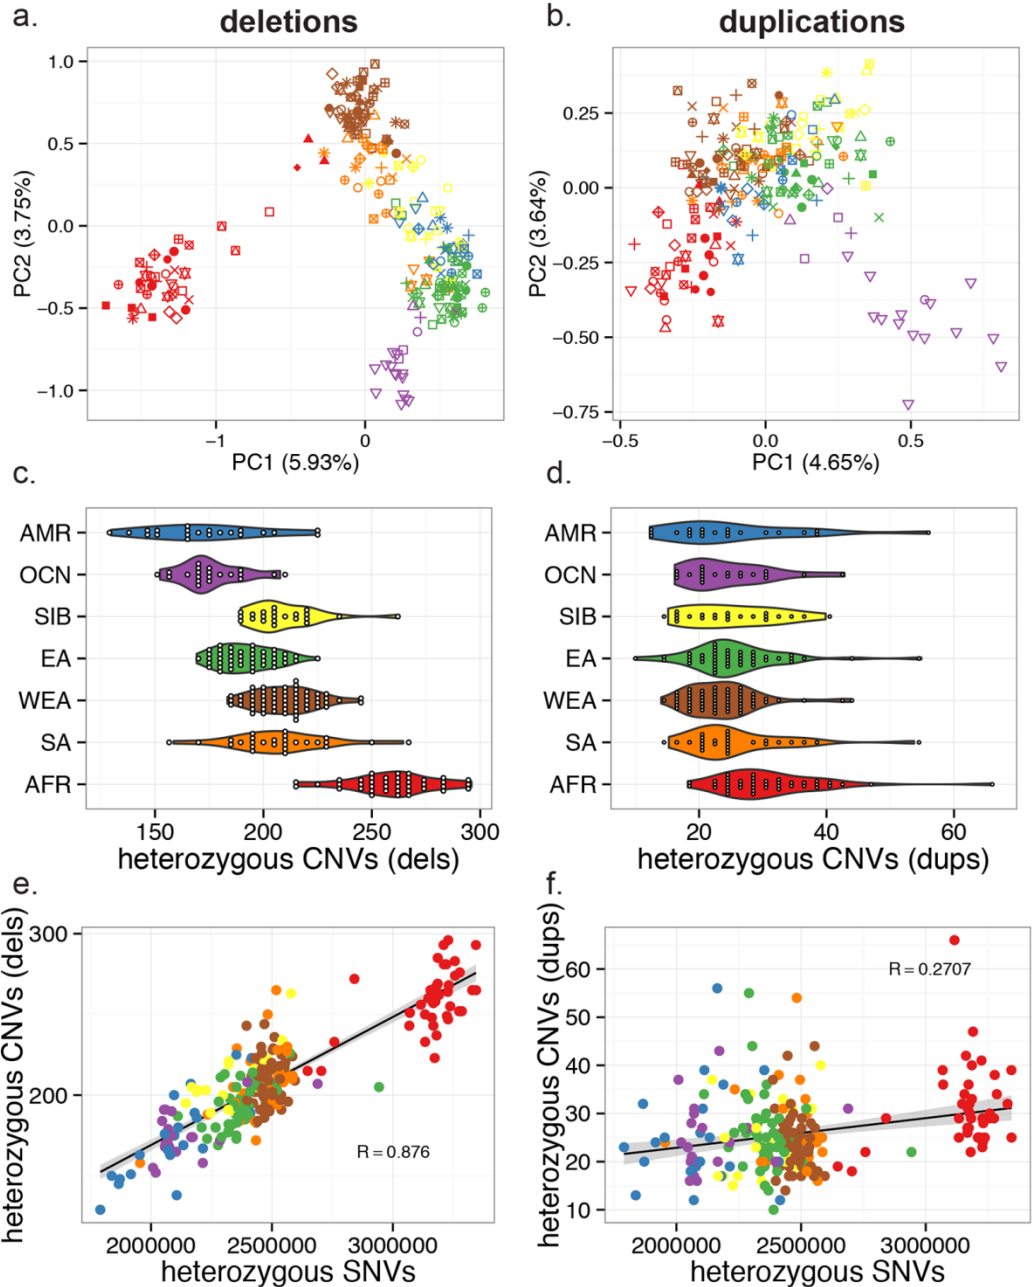 a. deletions
b. duplications
1.0
0.5
0.0
−0.5
−1.0
PC2 (3.75%)
−1 0
PC1 (5.93%)
0.25
0.00
−0.25
−0.50
−0.75
PC2 (3.64%)
−0.5 0.0 0.5
PC1 (4.65%)
c.
AMR
OCN
SIB
EA
WEA
SA
AFR
150 200 250 300
heterozygous CNVs (dels)
d.
AMR
OCN
SIB
EA
WEA
SA
AFR
20 40 60
heterozygous CNVs (dups)
e.
heterozygous CNVs (dels)
300
200
R = 0.876
2000000 2500000 3000000
heterozygous SNVs
f.
heterozygous CNVs (dups)
60
50
40
30
20
10
R = 0.2707
2000000 2500000 3000000
heterozygous SNVs